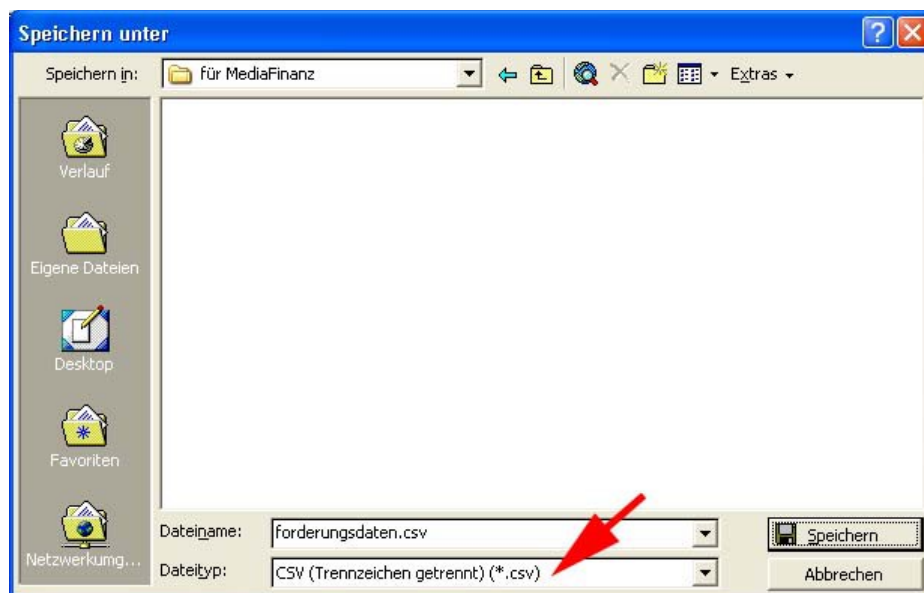 Speichern unter
Speichern in: für MediaFinanz Extras
Verlauf
Eigene Dateien
Desktop
Favoriten
Netzwerkumg...
Dateiname: forderungsdaten.csv Speichern
Dateityp: CSV (Trennzeichen getrennt) (*.csv) Abbrechen